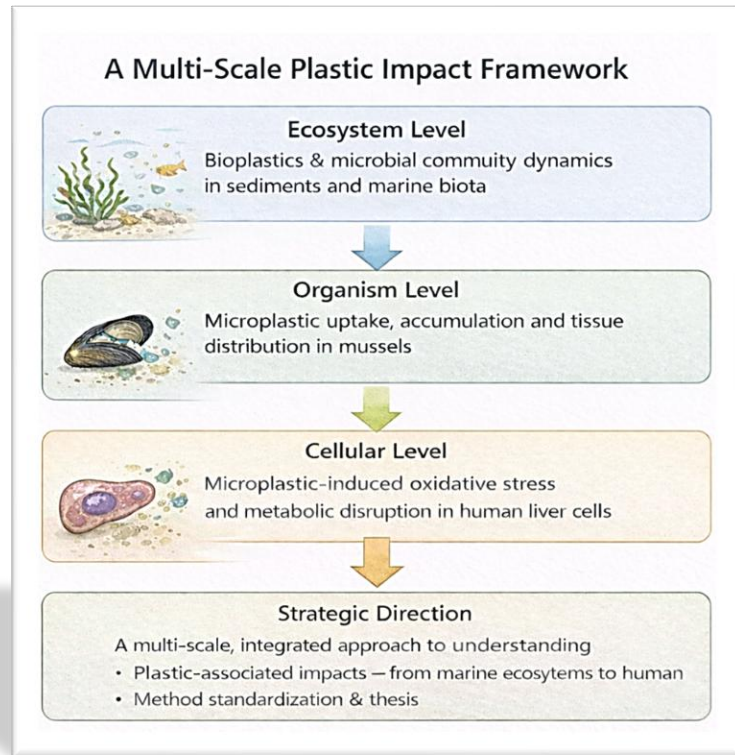 A Multi-Scale Plastic Impact Framework
Ecosystem Level
Bioplastics & microbial commuity dynamics
in sediments and marine biota
Organism Level
Microplastic uptake, accumulation and tissue
distribution in mussels
Cellular Level
Microplastic-induced oxidative stress
and metabolic disruption in human liver cells
Strategic Direction
A multi-scale, integrated approach to understanding
• Plastic-associated impacts — from marine ecosytems to human
• Method standardization & thesis